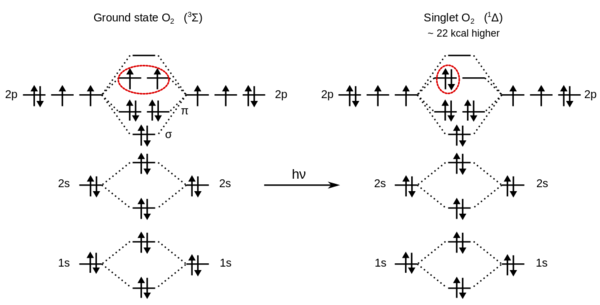 Ground state O₂ (³Σ)
Singlet O₂ (¹Δ)
~ 22 kcal higher
2p
2p
2p
2p
π
σ
2s
2s
hν
2s
2s
1s
1s
1s
1s